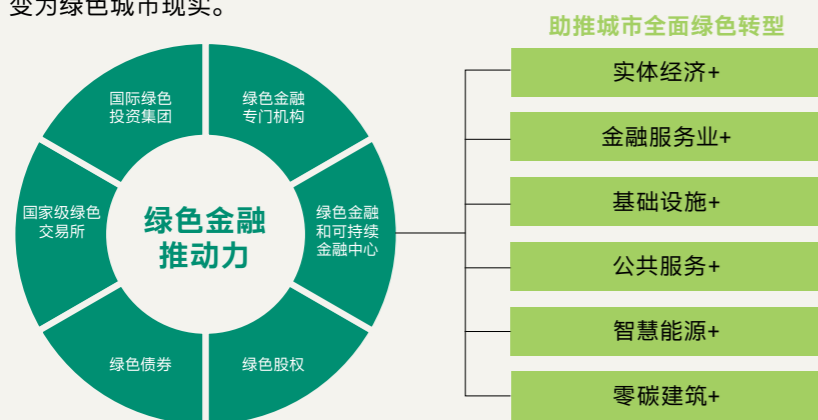 变为绿色城市现实。
助推城市全面绿色转型
国际绿色
投资集团
绿色金融
专门机构
国家级绿色
交易所
绿色金融
推动力
绿色金融
和可持续
金融中心
绿色债券
绿色股权
实体经济+
金融服务业+
基础设施+
公共服务+
智慧能源+
零碳建筑+